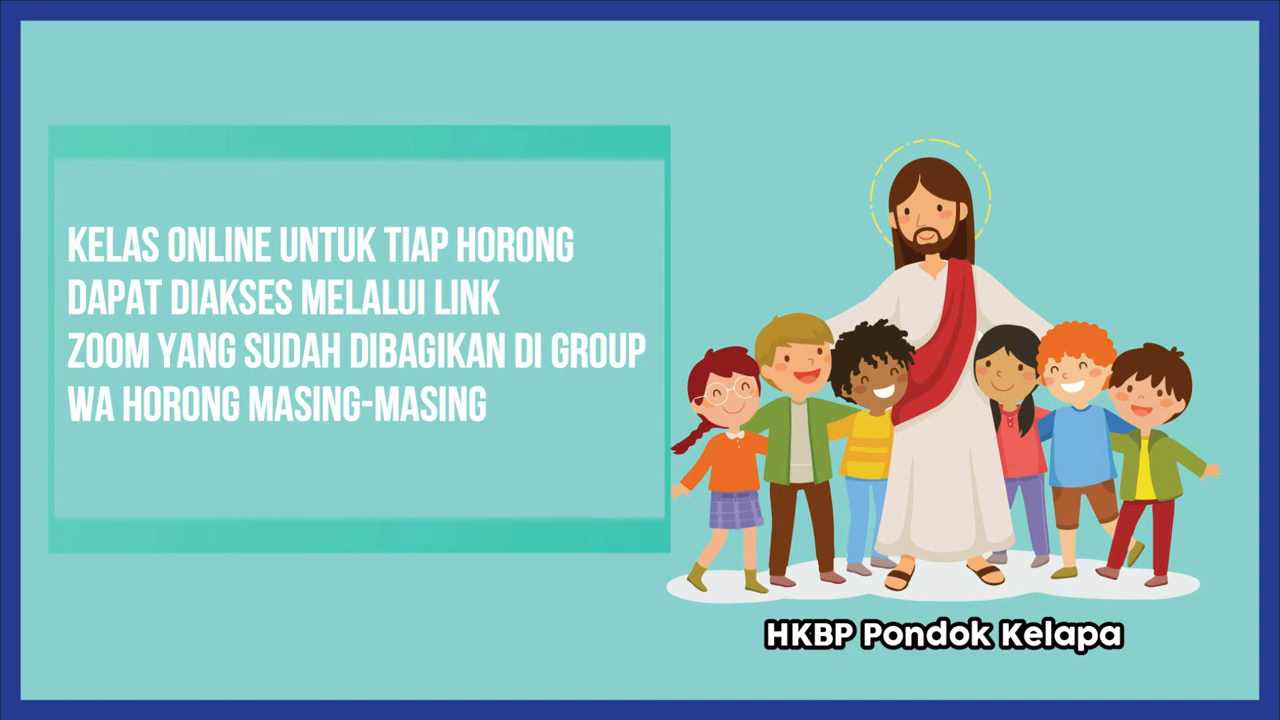 KELAS ONLINE UNTUK TIAP HORONG
DAPAT DIAKSES MELALUI LINK
ZOOM YANG SUDAH DIBAGIKAN DI GROUP
WA HORONG MASING-MASING
HKBP Pondok Kelapa